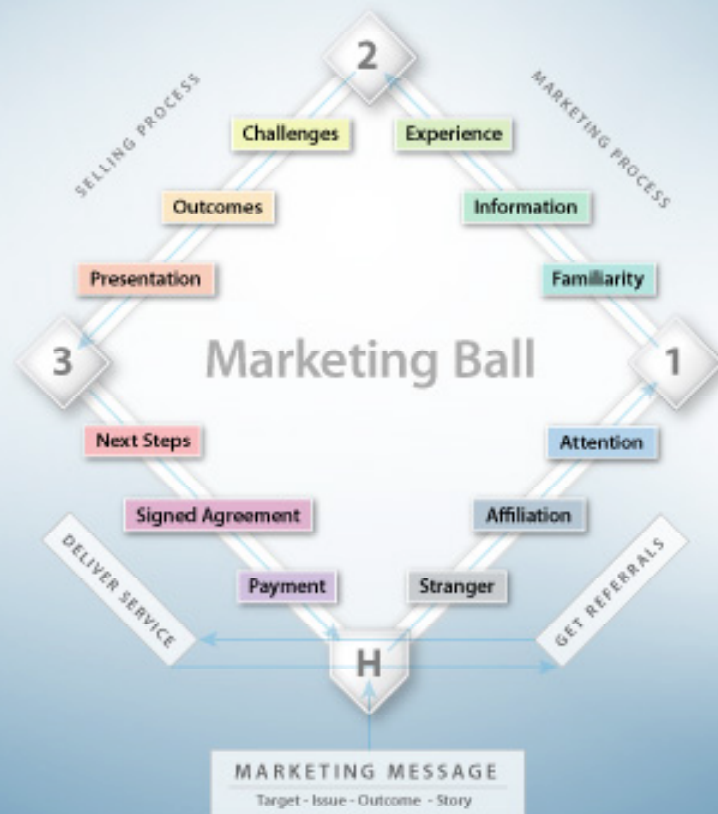 2
SELLING PROCESS
MARKETING PROCESS
Challenges
Experience
Outcomes
Information
Presentation
Familiarity
3
Marketing Ball
1
Next Steps
Attention
Signed Agreement
Affiliation
DELIVER SERVICE
Payment
Stranger
GET REFERRALS
H
MARKETING MESSAGE
Target - Issue - Outcome - Story